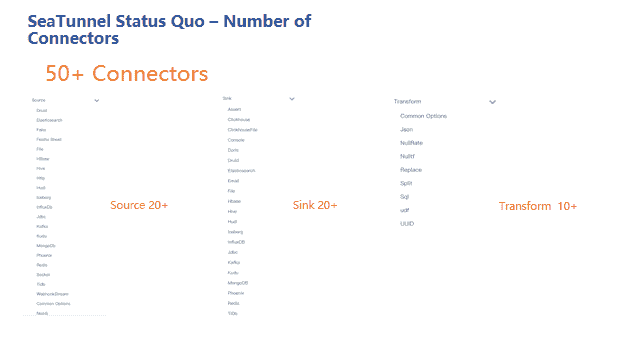 SeaTunnel Status Quo – Number of
Connectors
50+ Connectors
Source
Druid
Elasticsearch
Fake
Feishu Sheet
File
HBase
Hive
Http
Hudi
Iceberg
InfluxDb
Jdbc
Kafka
Kudu
MongoDb
Phoenix
Redis
Socket
Tidb
WebhookStream
Common Options
Neo4j
Source 20+
Sink
Assert
Clickhouse
ClickhouseFile
Console
Doris
Druid
Elasticsearch
Email
File
Hbase
Hive
Hudi
Iceberg
InfluxDB
Jdbc
Kafka
Kudu
MongoDB
Phoenix
Redis
TiDb
Sink 20+
Transform
Common Options
Json
NullRate
Nulltf
Replace
Split
Sql
udf
UUID
Transform 10+